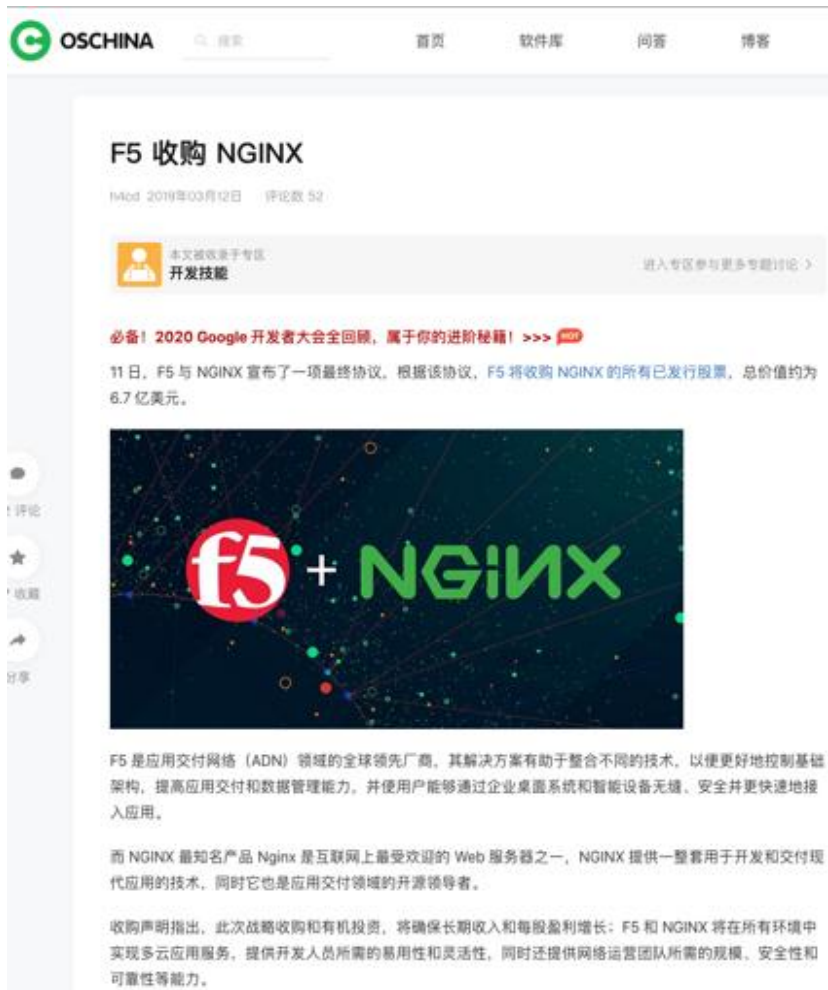 OSCHINA
搜索
首页
软件库
问答
博客
F5 收购 NGINX
h4cd 2019年03月12日 评论数 52
本文被收录于专区
开发技能
进入专区参与更多专题讨论 >
必备！2020 Google 开发者大会全回顾，属于你的进阶秘籍！>>> HOT
11 日，F5 与 NGINX 宣布了一项最终协议，根据该协议，F5 将收购 NGINX 的所有已发行股票，总价值约为
6.7 亿美元。
f5 + NGiNX
评论
收藏
分享
F5 是应用交付网络（ADN）领域的全球领先厂商，其解决方案有助于整合不同的技术，以便更好地控制基础
架构，提高应用交付和数据管理能力，并使用户能够通过企业桌面系统和智能设备无缝、安全并更快速地接
入应用。
而 NGINX 最知名产品 Nginx 是互联网上最受欢迎的 Web 服务器之一，NGINX 提供一整套用于开发和交付现
代应用的技术，同时它也是应用交付领域的开源领导者。
收购声明指出，此次战略收购和有机投资，将确保长期收入和每股盈利增长；F5 和 NGINX 将在所有环境中
实现多云应用服务，提供开发人员所需的易用性和灵活性，同时还提供网络运营团队所需的规模、安全性和
可靠性等能力。